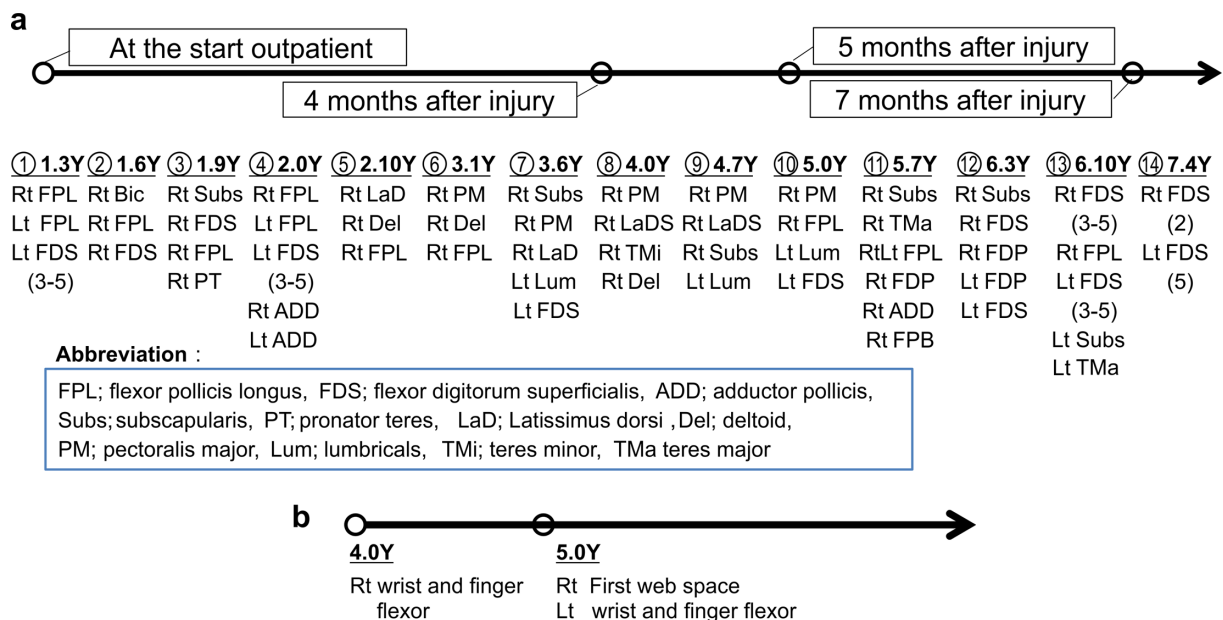 a
At the start outpatient
5 months after injury
4 months after injury
7 months after injury
① 1.3Y ② 1.6Y ③ 1.9Y ④ 2.0Y ⑤ 2.10Y ⑥ 3.1Y ⑦ 3.6Y ⑧ 4.0Y ⑨ 4.7Y ⑩ 5.0Y ⑪ 5.7Y ⑫ 6.3Y ⑬ 6.10Y ⑭ 7.4Y
Rt FPL Rt Bic Rt Subs Rt FPL Rt LaD Rt PM Rt Subs Rt PM Rt PM Rt PM Rt Subs Rt Subs Rt FDS Rt FDS
Lt FPL Rt FPL Rt FDS Lt FPL Rt Del Rt Del Rt PM Rt LaDS Rt LaDS Rt FPL Rt TMa Rt FDS (3-5) (2)
Lt FDS Rt FDS Rt FPL Lt FDS Rt FPL Rt FPL Rt LaD Rt TMi Rt Subs Lt Lum RtLt FPL Rt FDP Rt FPL Lt FDS
(3-5) Rt PT (3-5) Lt Lum Rt Del Lt Lum Lt FDS Rt FDP Lt FDP Lt FDS (5)
Rt ADD Lt FDS Rt ADD Lt FDS (3-5)
Lt ADD Rt FPB Lt Subs
Lt TMa
Abbreviation :
FPL; flexor pollicis longus, FDS; flexor digitorum superficialis, ADD; adductor pollicis,
Subs; subscapularis, PT; pronator teres, LaD; Latissimus dorsi , Del; deltoid,
PM; pectoralis major, Lum; lumbricals, TMi; teres minor, TMa teres major
b
4.0Y 5.0Y
Rt wrist and finger Rt First web space
flexor Lt wrist and finger flexor